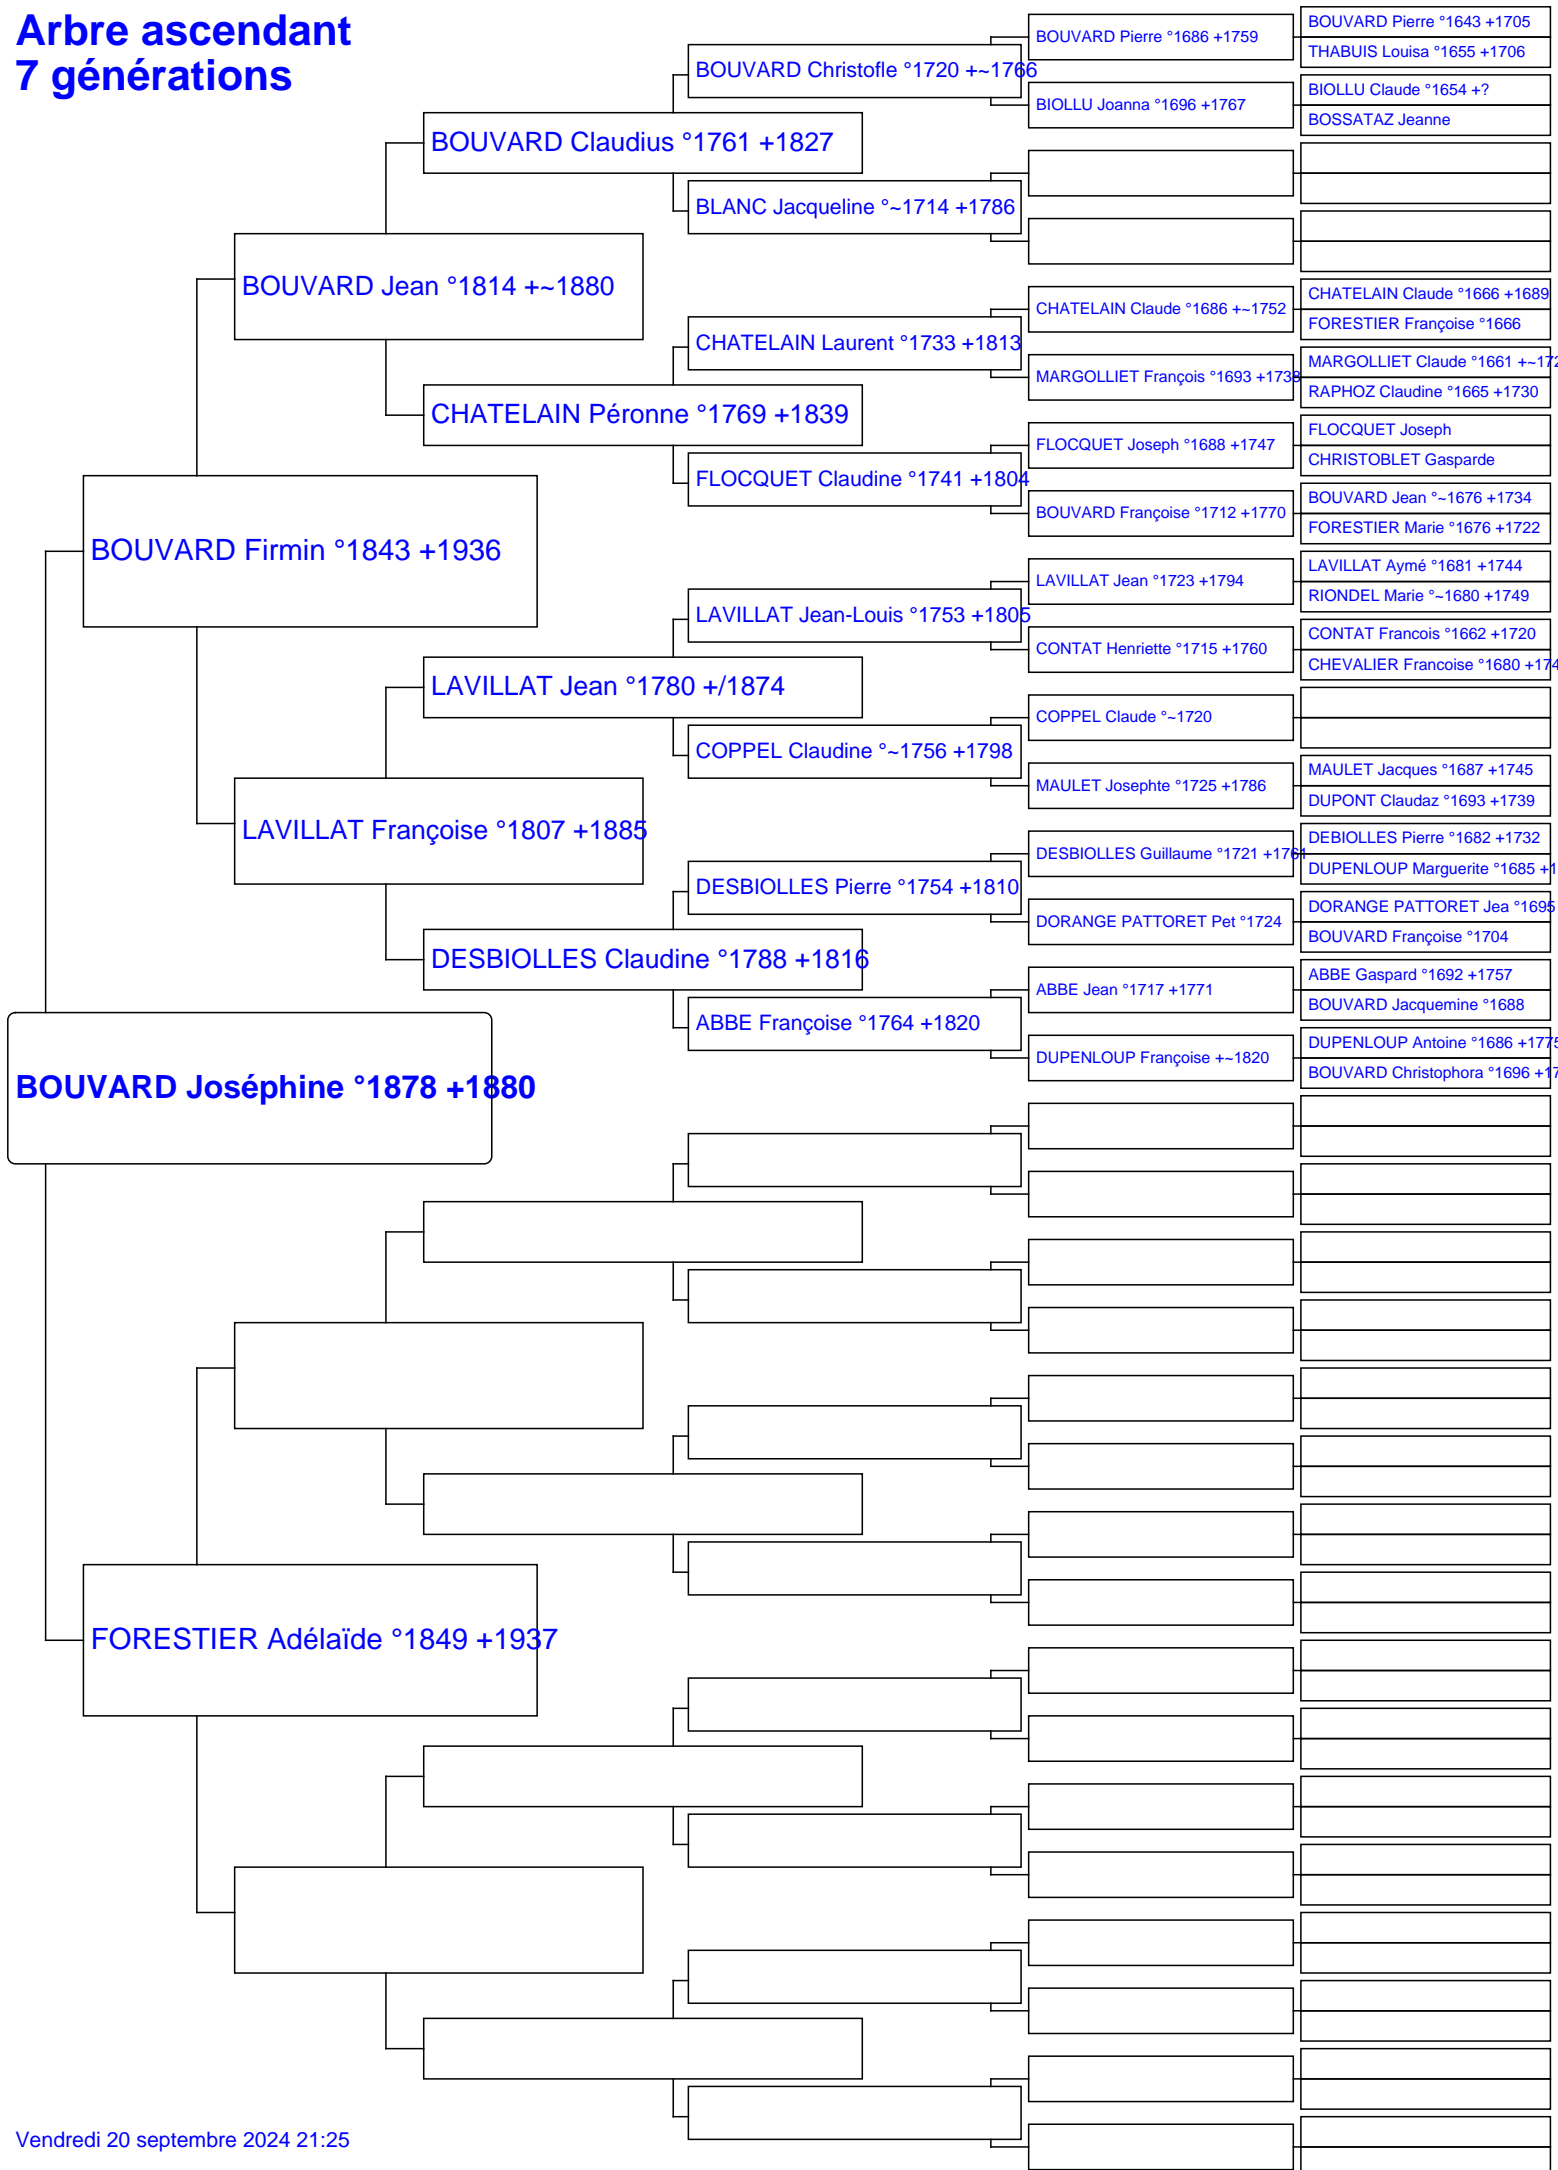 Arbre ascendant
7 générations
BOUVARD Joséphine °1878 +1880
BOUVARD Firmin °1843 +1936
FORESTIER Adélaïde °1849 +1937
BOUVARD Jean °1814 +~1880
LAVILLAT Françoise °1807 +1885
BOUVARD Claudius °1761 +1827
CHATELAIN Péronne °1769 +1839
LAVILLAT Jean °1780 +/1874
DESBIOLLES Claudine °1788 +1816
BOUVARD Christofle °1720 +~1766
BLANC Jacqueline °~1714 +1786
CHATELAIN Laurent °1733 +1813
FLOCQUET Claudine °1741 +1804
LAVILLAT Jean-Louis °1753 +1805
COPPEL Claudine °~1756 +1798
DESBIOLLES Pierre °1754 +1810
ABBE Françoise °1764 +1820
BOUVARD Pierre °1686 +1759
BIOLLU Joanna °1696 +1767
CHATELAIN Claude °1686 +~1752
MARGOLLIET François °1693 +1738
FLOCQUET Joseph °1688 +1747
BOUVARD Françoise °1712 +1770
LAVILLAT Jean °1723 +1794
CONTAT Henriette °1715 +1760
COPPEL Claude °~1720
MAULET Josephte °1725 +1786
DESBIOLLES Guillaume °1721 +1761
DORANGE PATTORET Pet °1724
ABBE Jean °1717 +1771
DUPENLOUP Françoise +~1820
BOUVARD Pierre °1643 +1705
THABUIS Louisa °1655 +1706
BIOLLU Claude °1654 +?
BOSSATAZ Jeanne
CHATELAIN Claude °1666 +1689
FORESTIER Françoise °1666
MARGOLLIET Claude °1661 +~172
RAPHOZ Claudine °1665 +1730
FLOCQUET Joseph
CHRISTOBLET Gasparde
BOUVARD Jean °~1676 +1734
FORESTIER Marie °1676 +1722
LAVILLAT Aymé °1681 +1744
RIONDEL Marie °~1680 +1749
CONTAT Francois °1662 +1720
CHEVALIER Francoise °1680 +174
MAULET Jacques °1687 +1745
DUPONT Claudaz °1693 +1739
DEBIOLLES Pierre °1682 +1732
DUPENLOUP Marguerite °1685 +1
DORANGE PATTORET Jea °1695
BOUVARD Françoise °1704
ABBE Gaspard °1692 +1757
BOUVARD Jacquemine °1688
DUPENLOUP Antoine °1686 +1775
BOUVARD Christophora °1696 +17
Vendredi 20 septembre 2024 21:25